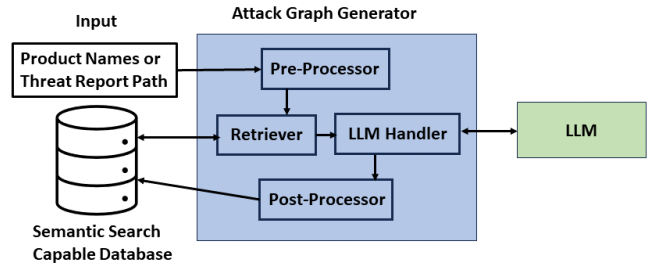 Input
Attack Graph Generator
Product Names or
Threat Report Path
Pre-Processor
Retriever
LLM Handler
LLM
Post-Processor
Semantic Search
Capable Database